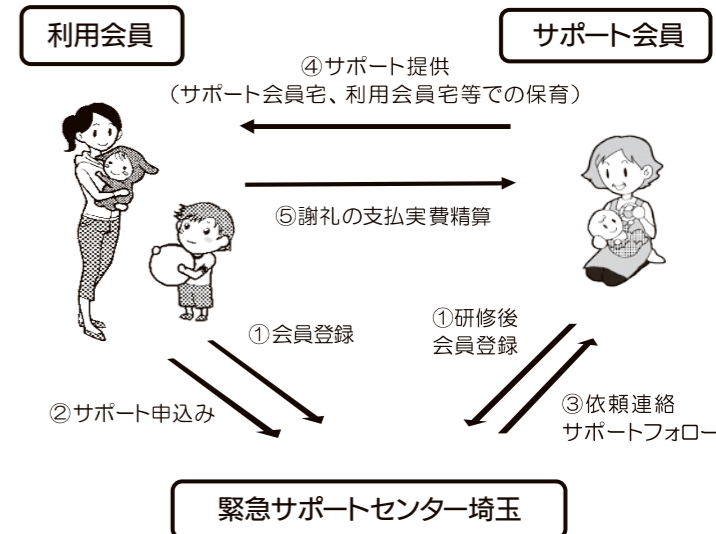 利用会員
サポート会員
④サポート提供
（サポート会員宅、利用会員宅等での保育）
⑤謝礼の支払実費精算
①会員登録
①研修後
会員登録
②サポート申込み
③依頼連絡
サポートフォロー
緊急サポートセンター埼玉